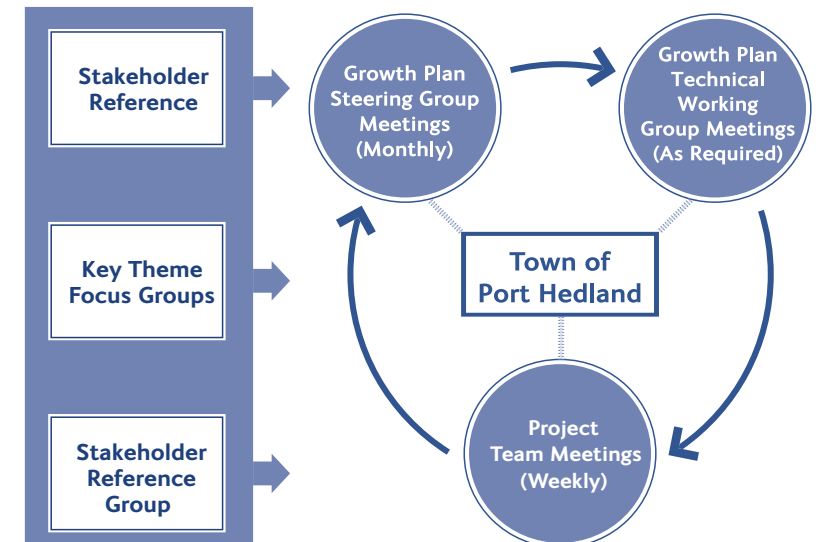 Stakeholder
Reference
Key Theme
Focus Groups
Stakeholder
Reference
Group
Growth Plan
Steering Group
Meetings
(Monthly)
Growth Plan
Technical
Working
Group Meetings
(As Required)
Town of
Port Hedland
Project
Team Meetings
(Weekly)